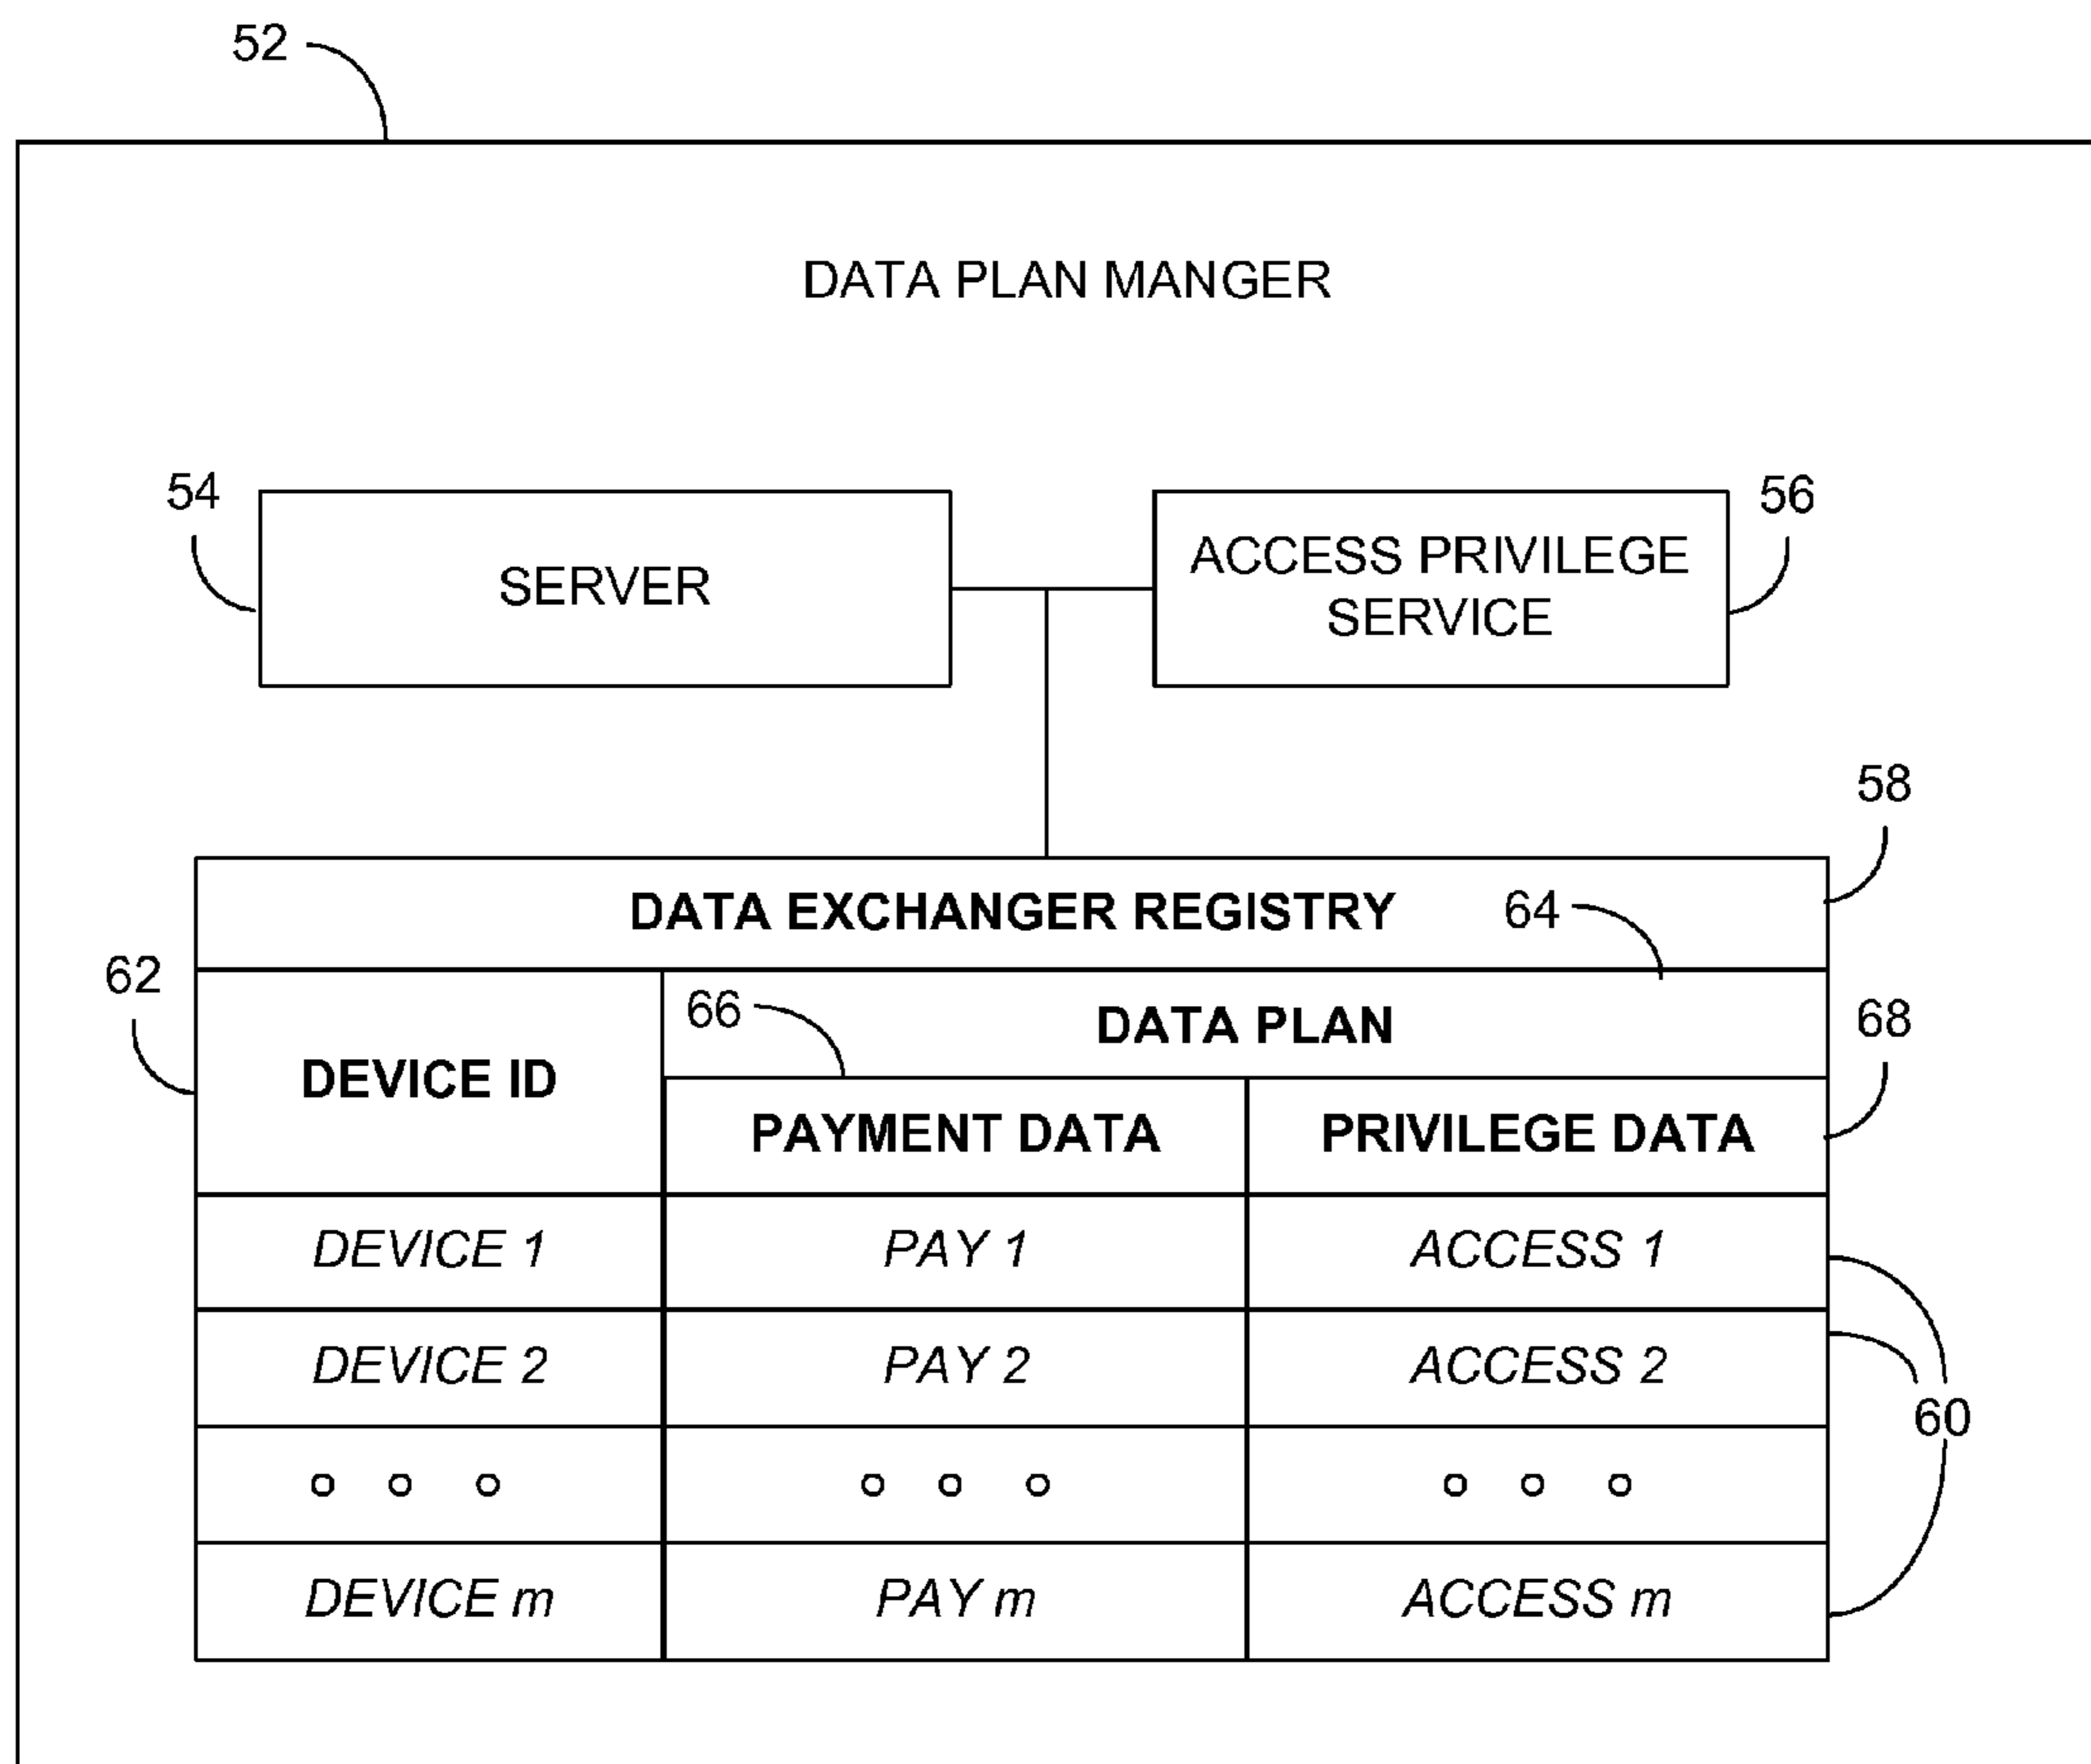 52
DATA PLAN MANGER
54
SERVER
ACCESS PRIVILEGE
SERVICE
56
58
DATA EXCHANGER REGISTRY
64
62
DEVICE ID
66
DATA PLAN
68
PAYMENT DATA
PRIVILEGE DATA
DEVICE 1
PAY 1
ACCESS 1
DEVICE 2
PAY 2
ACCESS 2
60
DEVICE m
PAY m
ACCESS m